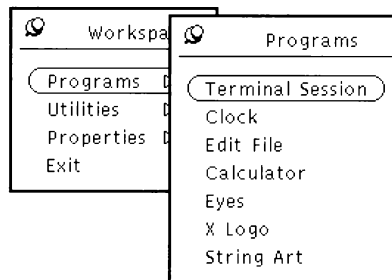 Workspa
Programs
Utilities
Properties
Exit
Programs
Terminal Session
Clock
Edit File
Calculator
Eyes
X Logo
String Art